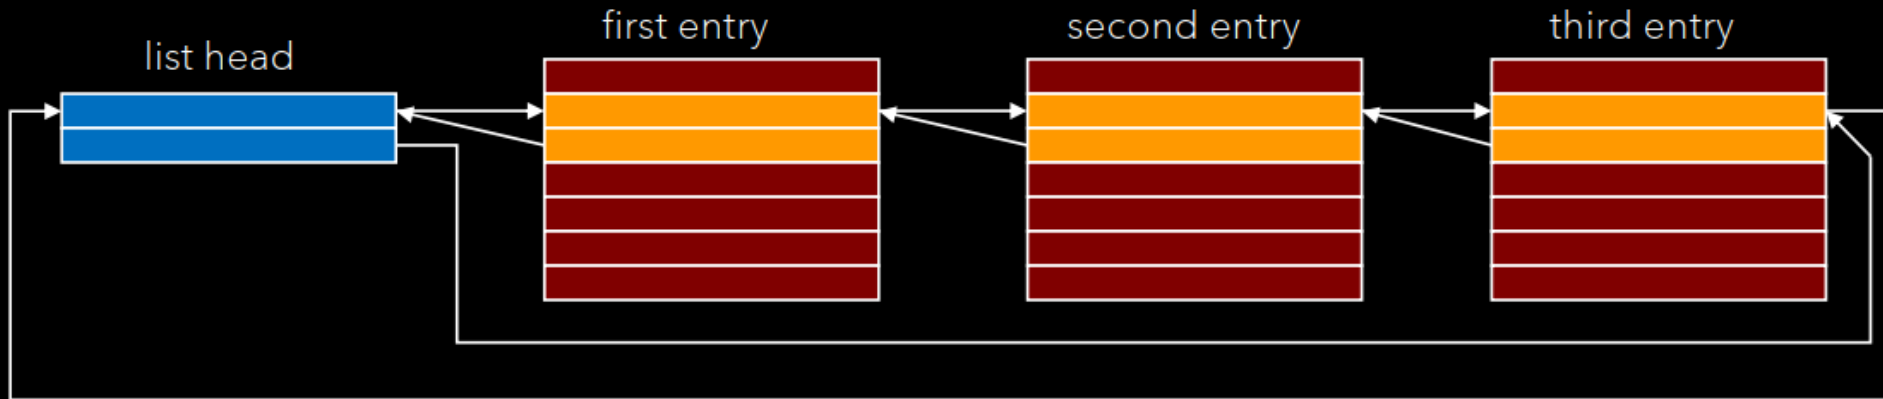 list head
first entry
second entry
third entry